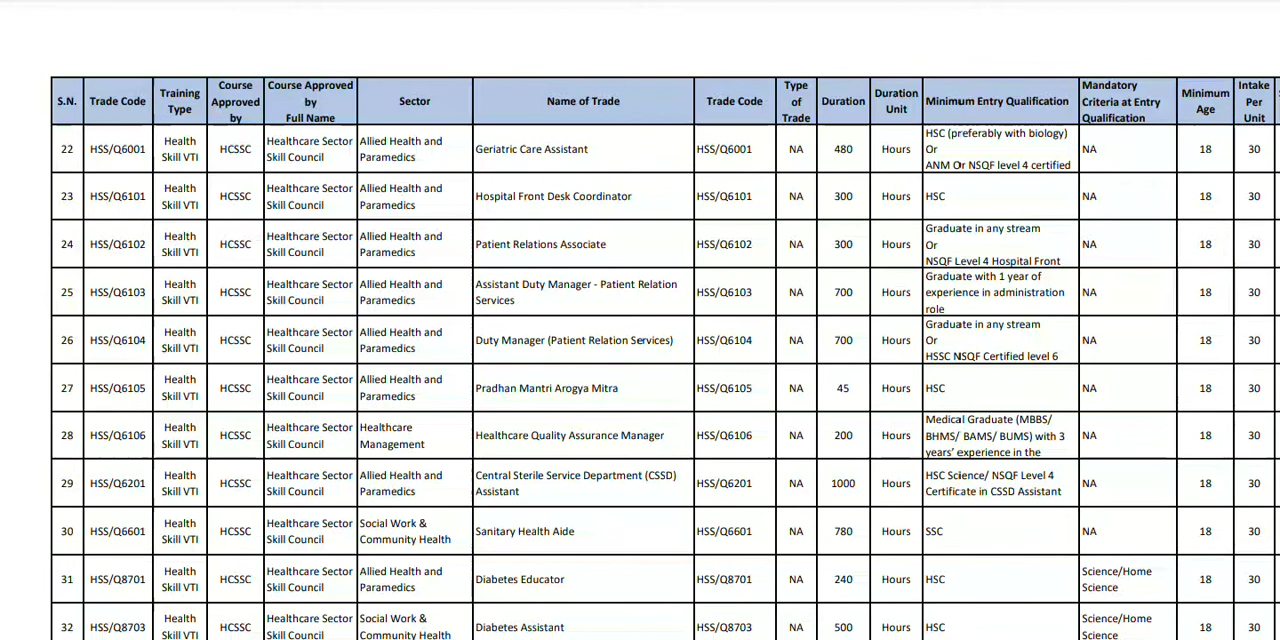 S.N. Trade Code Training Type Course Approved by Course Approved by Full Name Sector Name of Trade Trade Code Type of Trade Duration Duration Unit Minimum Entry Qualification Mandatory Criteria at Entry Qualification Minimum Age Intake Per Unit
22 HSS/Q6001 Health Skill VTI HCSSC Healthcare Sector Skill Council Allied Health and Paramedics Geriatric Care Assistant HSS/Q6001 NA 480 Hours HSC (preferably with biology) Or ANM Or NSQF level 4 certified NA 18 30
23 HSS/Q6101 Health Skill VTI HCSSC Healthcare Sector Skill Council Allied Health and Paramedics Hospital Front Desk Coordinator HSS/Q6101 NA 300 Hours HSC NA 18 30
24 HSS/Q6102 Health Skill VTI HCSSC Healthcare Sector Skill Council Allied Health and Paramedics Patient Relations Associate HSS/Q6102 NA 300 Hours Graduate in any stream Or NSQF Level 4 Hospital Front NA 18 30
25 HSS/Q6103 Health Skill VTI HCSSC Healthcare Sector Skill Council Allied Health and Paramedics Assistant Duty Manager - Patient Relation Services HSS/Q6103 NA 700 Hours Graduate with 1 year of experience in administration role NA 18 30
26 HSS/Q6104 Health Skill VTI HCSSC Healthcare Sector Skill Council Allied Health and Paramedics Duty Manager (Patient Relation Services) HSS/Q6104 NA 700 Hours Graduate in any stream Or HSSC NSQF Certified level 6 NA 18 30
27 HSS/Q6105 Health Skill VTI HCSSC Healthcare Sector Skill Council Allied Health and Paramedics Pradhan Mantri Arogya Mitra HSS/Q6105 NA 45 Hours HSC NA 18 30
28 HSS/Q6106 Health Skill VTI HCSSC Healthcare Sector Skill Council Healthcare Management Healthcare Quality Assurance Manager HSS/Q6106 NA 200 Hours Medical Graduate (MBBS/ BHMS/ BAMS/ BUMS) with 3 years' experience in the NA 18 30
29 HSS/Q6201 Health Skill VTI HCSSC Healthcare Sector Skill Council Allied Health and Paramedics Central Sterile Service Department (CSSD) Assistant HSS/Q6201 NA 1000 Hours HSC Science/ NSQF Level 4 Certificate in CSSD Assistant NA 18 30
30 HSS/Q6601 Health Skill VTI HCSSC Healthcare Sector Skill Council Social Work & Community Health Sanitary Health Aide HSS/Q6601 NA 780 Hours SSC NA 18 30
31 HSS/Q8701 Health Skill VTI HCSSC Healthcare Sector Skill Council Allied Health and Paramedics Diabetes Educator HSS/Q8701 NA 240 Hours HSC Science/Home Science 18 30
32 HSS/Q8703 Health Skill VTI HCSSC Healthcare Sector Skill Council Social Work & Community Health Diabetes Assistant HSS/Q8703 NA 500 Hours HSC Science/Home Science 18 30